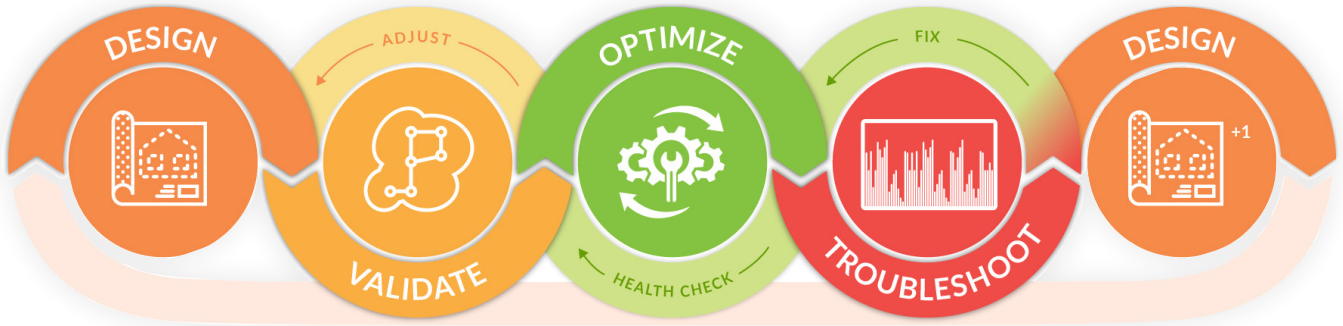 DESIGN
ADJUST
VALIDATE
OPTIMIZE
HEALTH CHECK
FIX
TROUBLESHOOT
DESIGN
+1